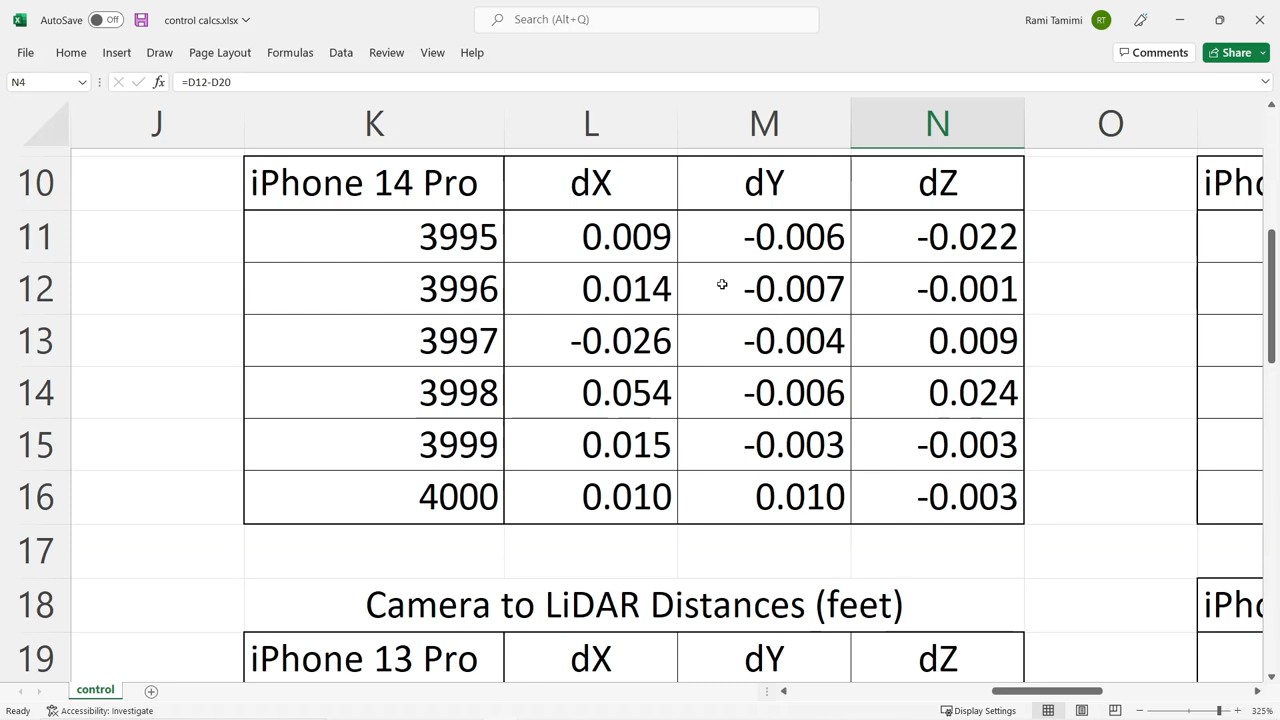 AutoSave Off control calcs.xlsx Search (Alt+Q) Rami Tamimi RT
File Home Insert Draw Page Layout Formulas Data Review View Help Comments Share
N4 fx =D12-D20
J K L M N O
10 iPhone 14 Pro dX dY dZ iPho
11 3995 0.009 -0.006 -0.022
12 3996 0.014 -0.007 -0.001
13 3997 -0.026 -0.004 0.009
14 3998 0.054 -0.006 0.024
15 3999 0.015 -0.003 -0.003
16 4000 0.010 0.010 -0.003
17
18 Camera to LiDAR Distances (feet) iPho
19 iPhone 13 Pro dX dY dZ
control
Ready Accessibility: Investigate Display Settings 325%